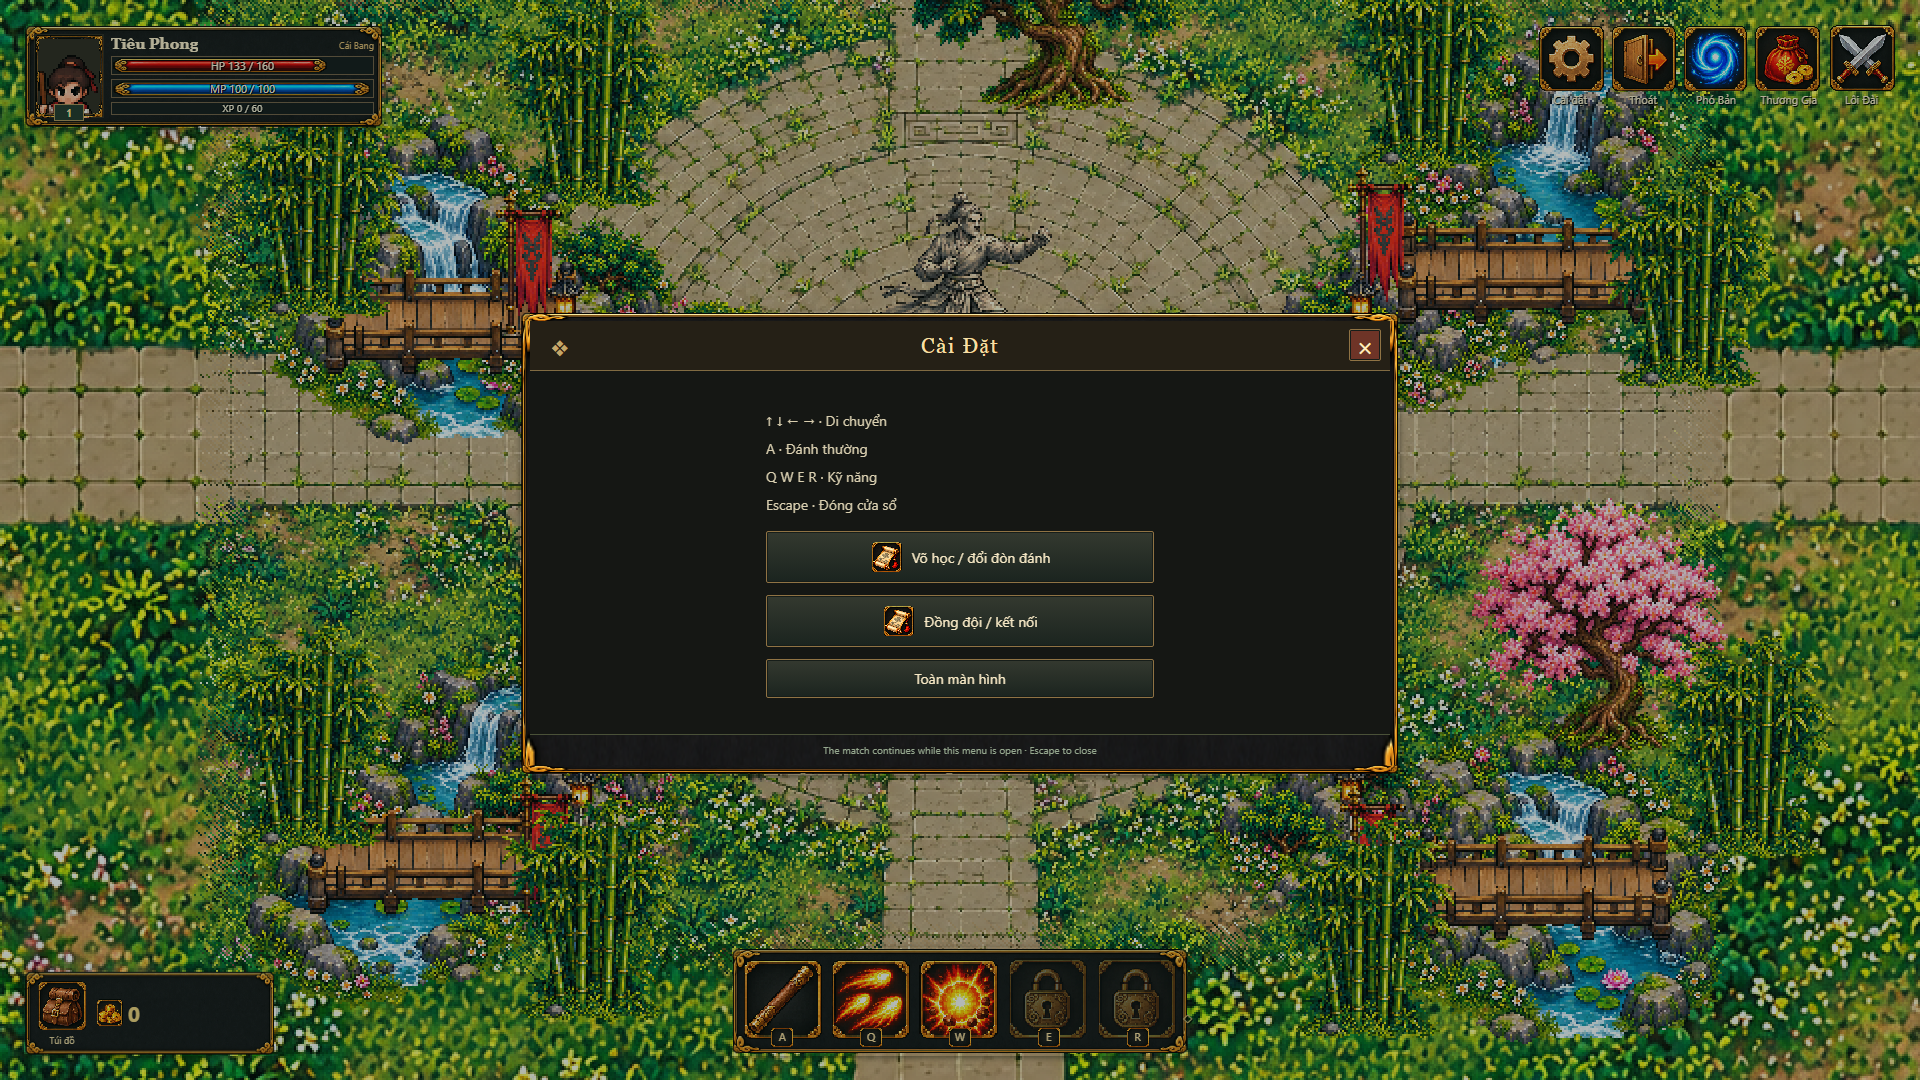 Tiêu Phong
Cái Bang
HP 133 / 160
MP 100 / 100
XP 0 / 60
1
Cài đặt
Thoát
Phó Bản
Thương Gia
Lôi Đài
Cài Đặt
↑ ↓ ← → · Di chuyển
A · Đánh thường
Q W E R · Kỹ năng
Escape · Đóng cửa sổ
Võ học / đổi đòn đánh
Đồng đội / kết nối
Toàn màn hình
The match continues while this menu is open · Escape to close
0
Túi đồ
A
Q
W
E
R